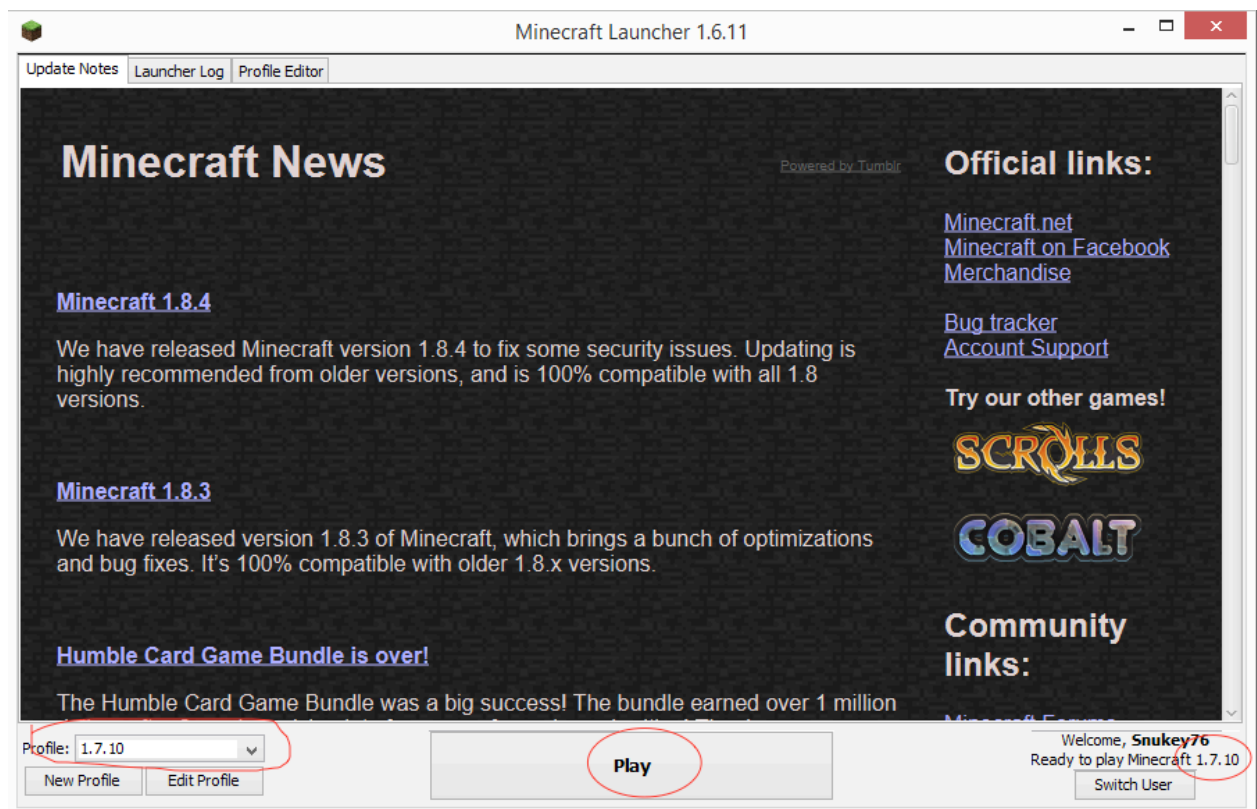 Minecraft Launcher 1.6.11
Update Notes
Launcher Log
Profile Editor
Minecraft News
Powered by Tumblr
Minecraft 1.8.4
We have released Minecraft version 1.8.4 to fix some security issues. Updating is
highly recommended from older versions, and is 100% compatible with all 1.8
versions.
Minecraft 1.8.3
We have released version 1.8.3 of Minecraft, which brings a bunch of optimizations
and bug fixes. It's 100% compatible with older 1.8.x versions.
Humble Card Game Bundle is over!
The Humble Card Game Bundle was a big success! The bundle earned over 1 million
Official links:
Minecraft.net
Minecraft on Facebook
Merchandise
Bug tracker
Account Support
Try our other games!
SCROLLS
COBALT
Community
links:
Minecraft Forums
Profile: 1.7.10
New Profile
Edit Profile
Play
Welcome, Snukey76
Ready to play Minecraft 1.7.10
Switch User